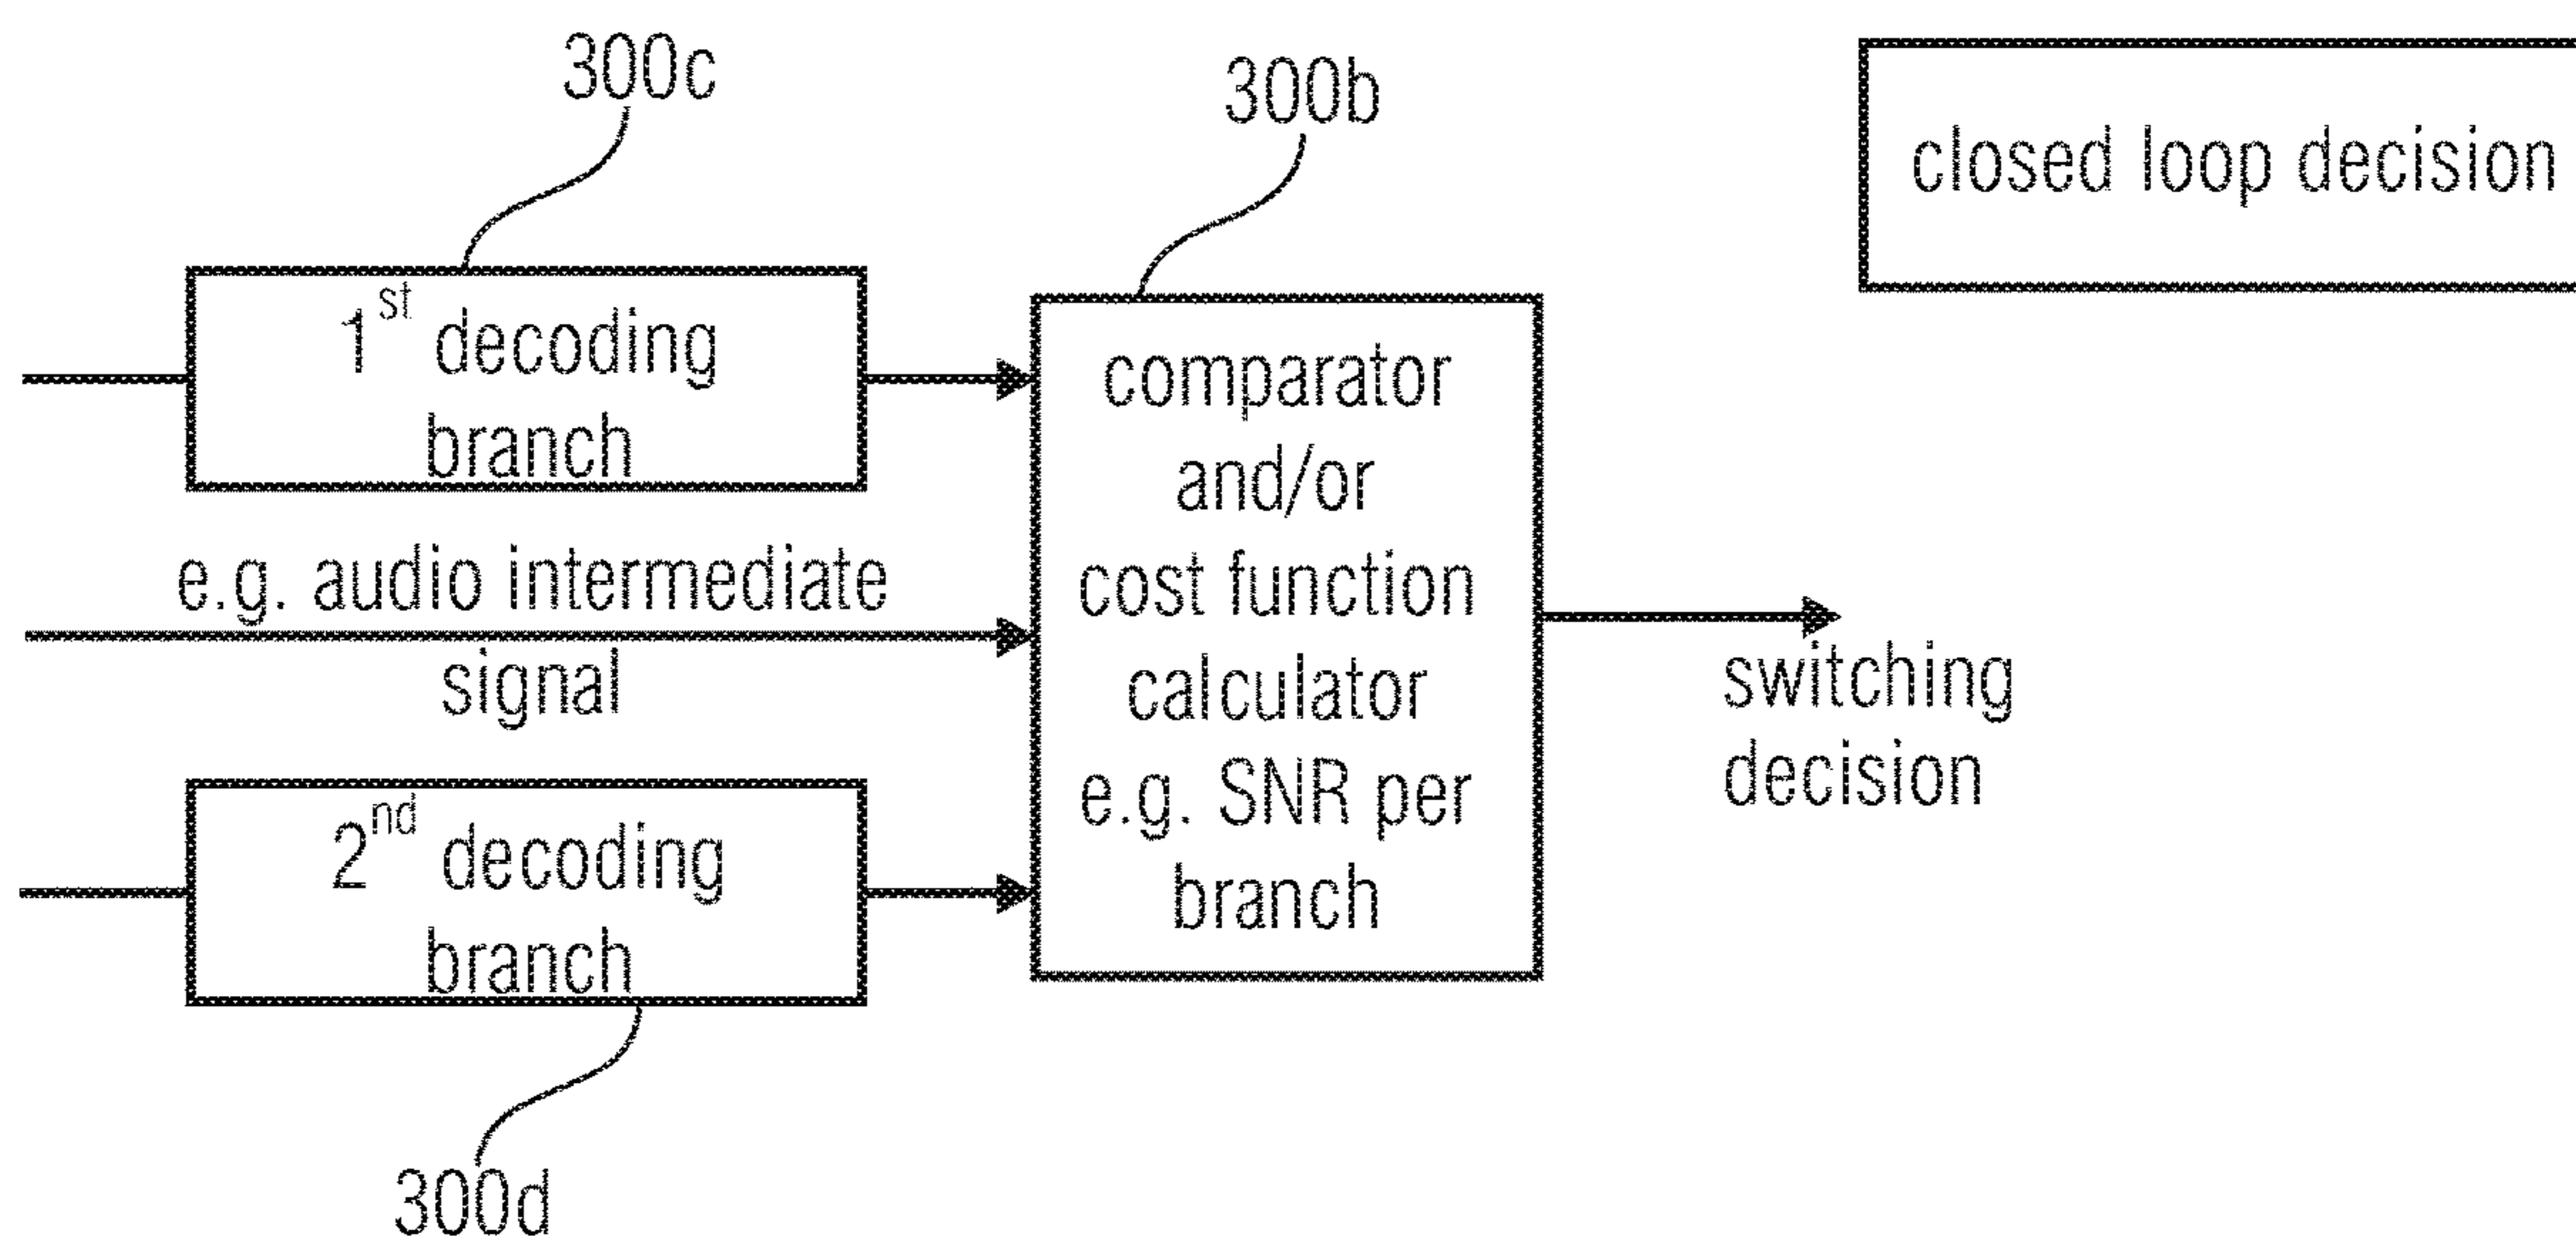 300c
300b
closed loop decision
1st decoding
branch
e.g. audio intermediate
signal
2nd decoding
branch
300d
comparator
and/or
cost function
calculator
e.g. SNR per
branch
switching
decision